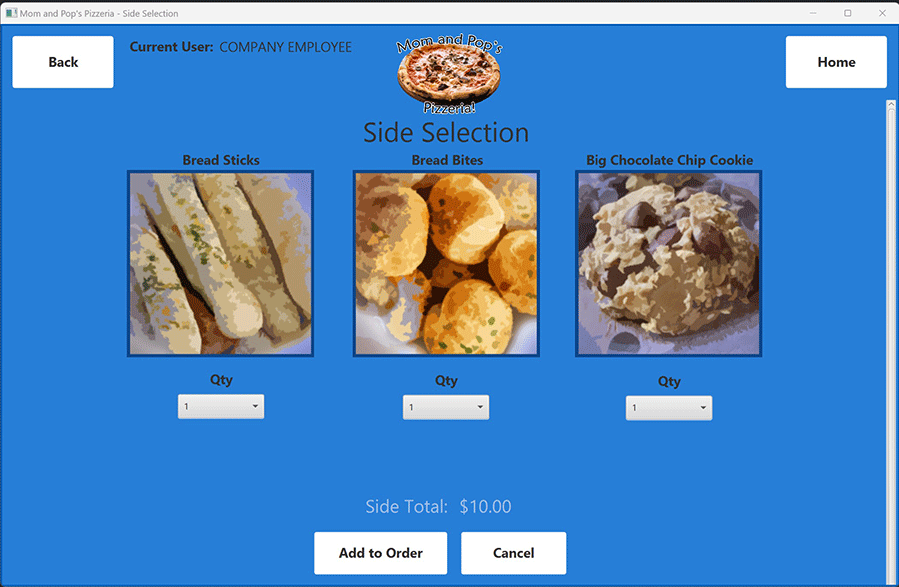 Mom and Pop's Pizzeria - Side Selection
Back
Current User: COMPANY EMPLOYEE
Mom and Pop's
Pizzeria!
Home
Side Selection
Bread Sticks
Bread Bites
Big Chocolate Chip Cookie
Qty
Qty
Qty
1
1
1
Side Total: $10.00
Add to Order
Cancel